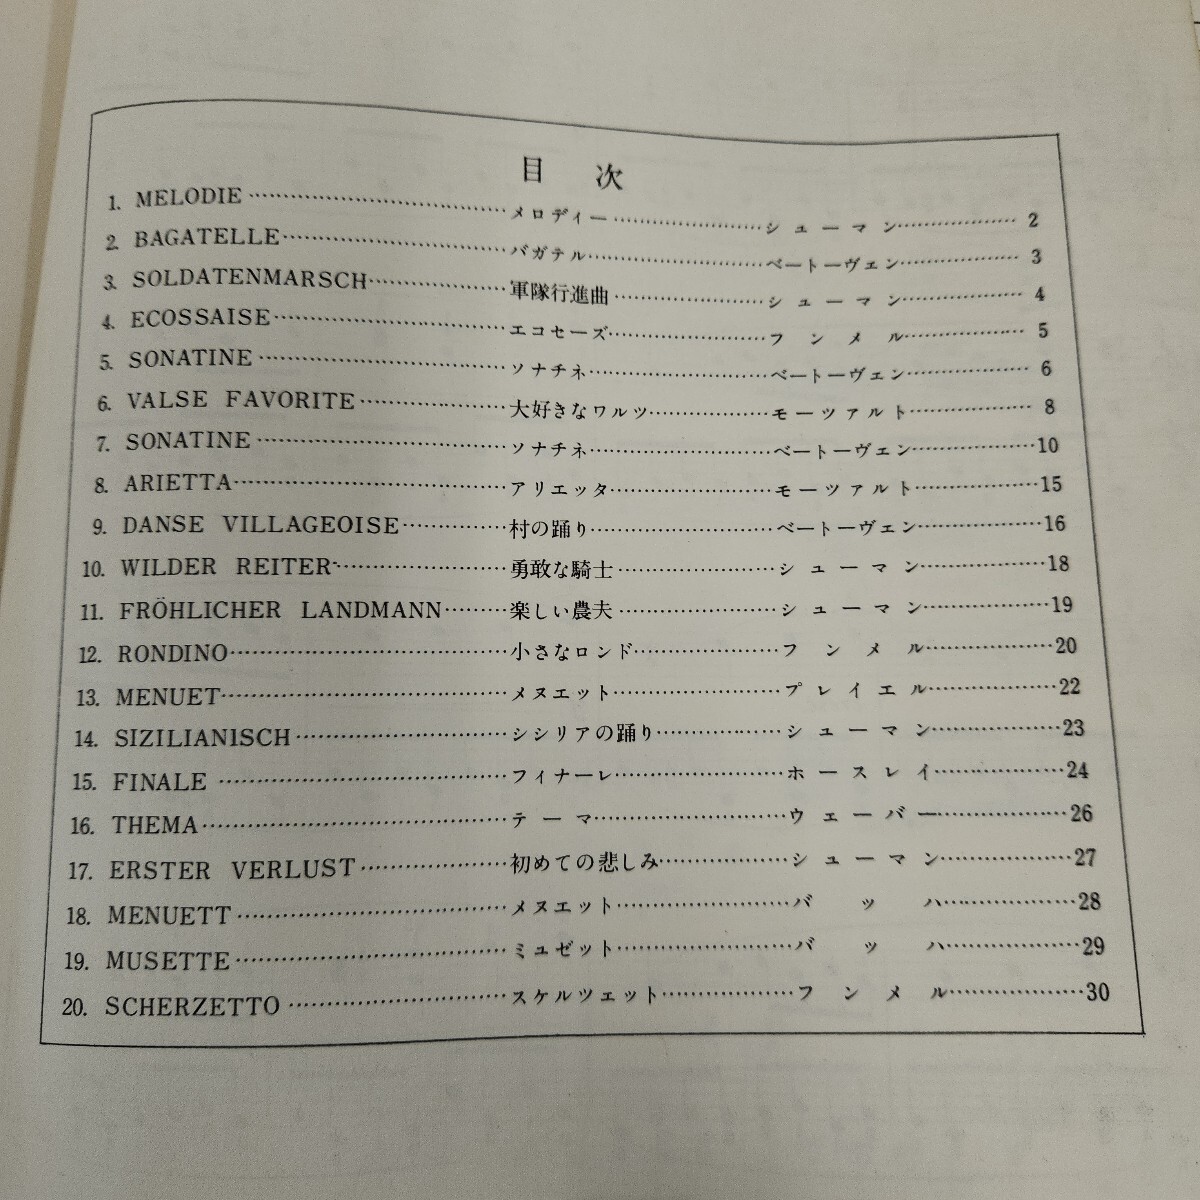 目 次
1. MELODIE……メロディー……シューマン……2
2. BAGATELLE……バガテル……ベートーヴェン……3
3. SOLDATENMARSCH……軍隊行進曲……シューマン……4
4. ECOSSAISE……エコセーズ……フンメル……5
5. SONATINE……ソナチネ……ベートーヴェン……6
6. VALSE FAVORITE……大好きなワルツ……モーツァルト……8
7. SONATINE……ソナチネ……ベートーヴェン……10
8. ARIETTA……アリエッタ……モーツァルト……15
9. DANSE VILLAGEOISE……村の踊り……ベートーヴェン……16
10. WILDER REITER……勇敢な騎士……シューマン……18
11. FRÖHLICHER LANDMANN……楽しい農夫……シューマン……19
12. RONDINO……小さなロンド……フンメル……20
13. MENUET……メヌエット……プレイエル……22
14. SIZILIANISCH……シシリアの踊り……シューマン……23
15. FINALE……フィナーレ……ホースレイ……24
16. THEMA……テーマ……ウェーバー……26
17. ERSTER VERLUST……初めての悲しみ……シューマン……27
18. MENUETT……メヌエット……バッハ……28
19. MUSETTE……ミュゼット……バッハ……29
20. SCHERZETTO……スケルツェット……フンメル……30